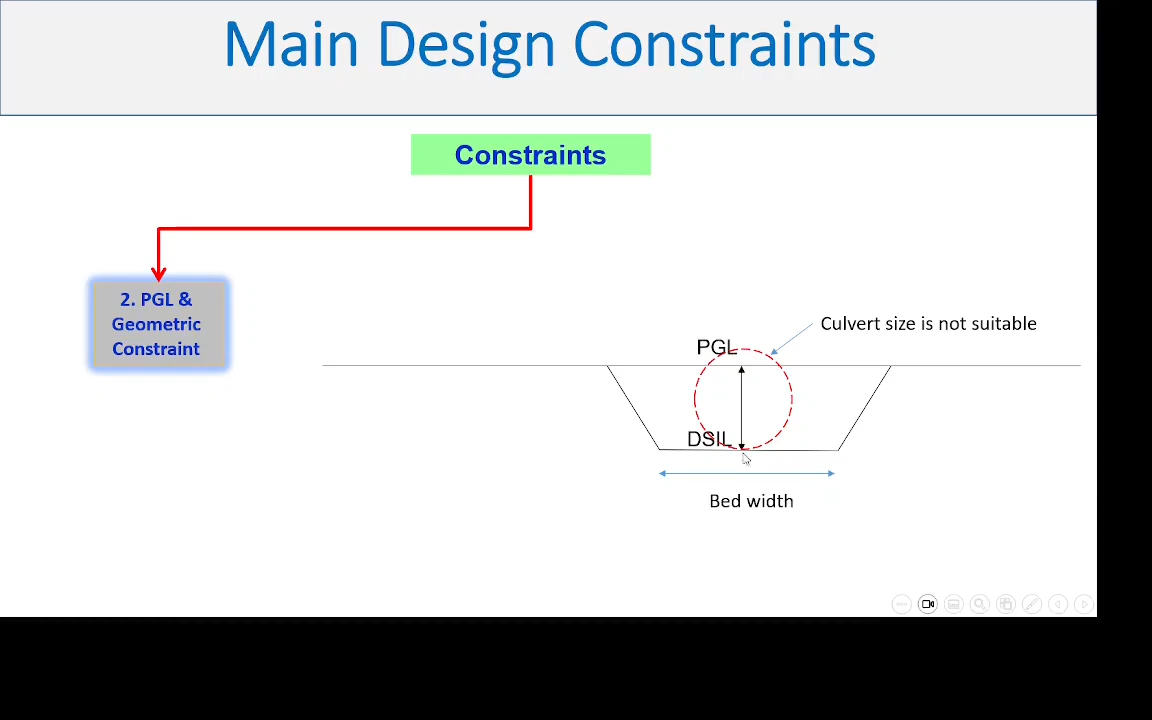 Main Design Constraints
Constraints
2. PGL &
Geometric
Constraint
Culvert size is not suitable
PGL
DSIL
Bed width